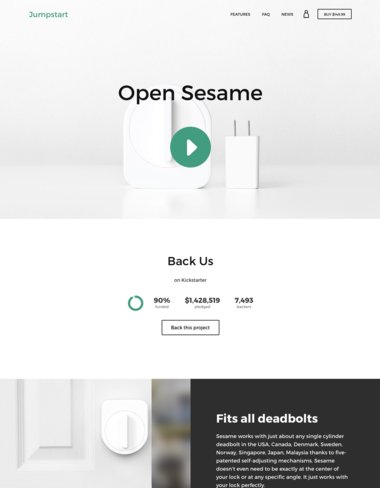 Jumpstart
FEATURES FAQ NEWS BUY $149.99
Open Sesame
Back Us
on Kickstarter
90% $1,428,519 7,493
funded pledged backers
Back this project
Fits all deadbolts
Sesame works with just about any single cylinder
deadbolt in the USA, Canada, Denmark, Sweden,
Norway, Singapore, Japan, Malaysia thanks to five-
patented self-adjusting mechanisms. Sesame
doesn't even need to be exactly at the center of
your lock or at any specific angle. It just works with
your lock perfectly.